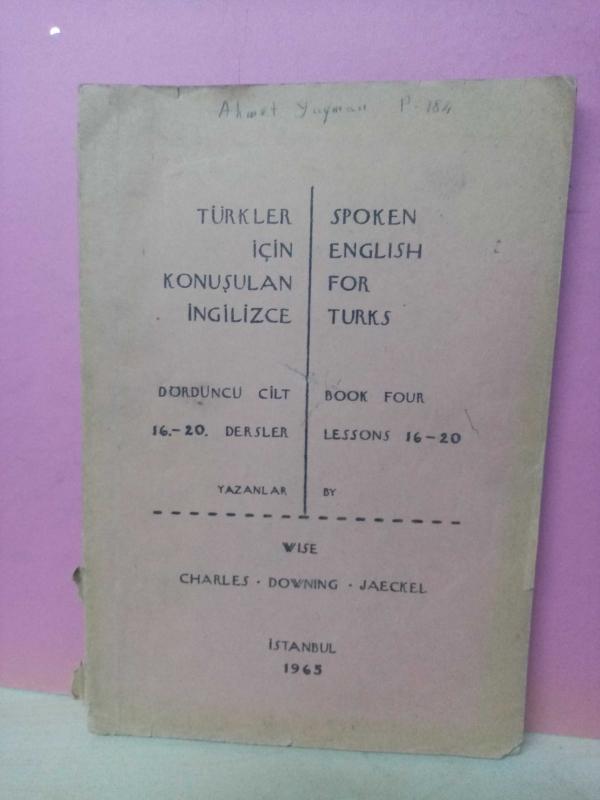 Ahmet Yayman P-184
TÜRKLER
İÇİN
KONUŞULAN
İNGİLİZCE
SPOKEN
ENGLISH
FOR
TURKS
DÖRDÜNCÜ CİLT
16.-20. DERSLER
YAZANLAR
BOOK FOUR
LESSONS 16-20
BY
WISE
CHARLES · DOWNING · JAECKEL
İSTANBUL
1965